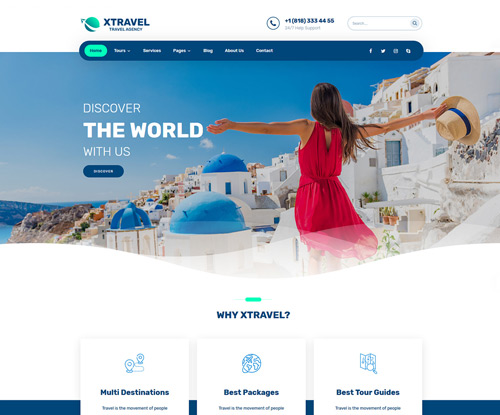 XTRAVEL
TRAVEL AGENCY
+1 (818) 333 44 55
24/7 Help Support
Search ...
Home Tours Services Pages Blog About Us Contact
DISCOVER
THE WORLD
WITH US
DISCOVER
WHY XTRAVEL?
Multi Destinations
Best Packages
Best Tour Guides
Travel is the movement of people
Travel is the movement of people
Travel is the movement of people